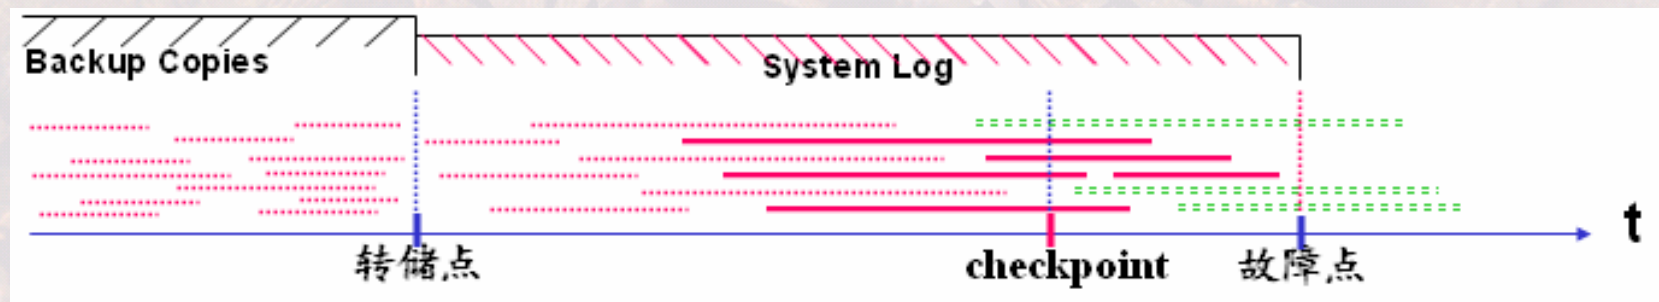 Backup Copies
System Log
t
转储点
checkpoint
故障点